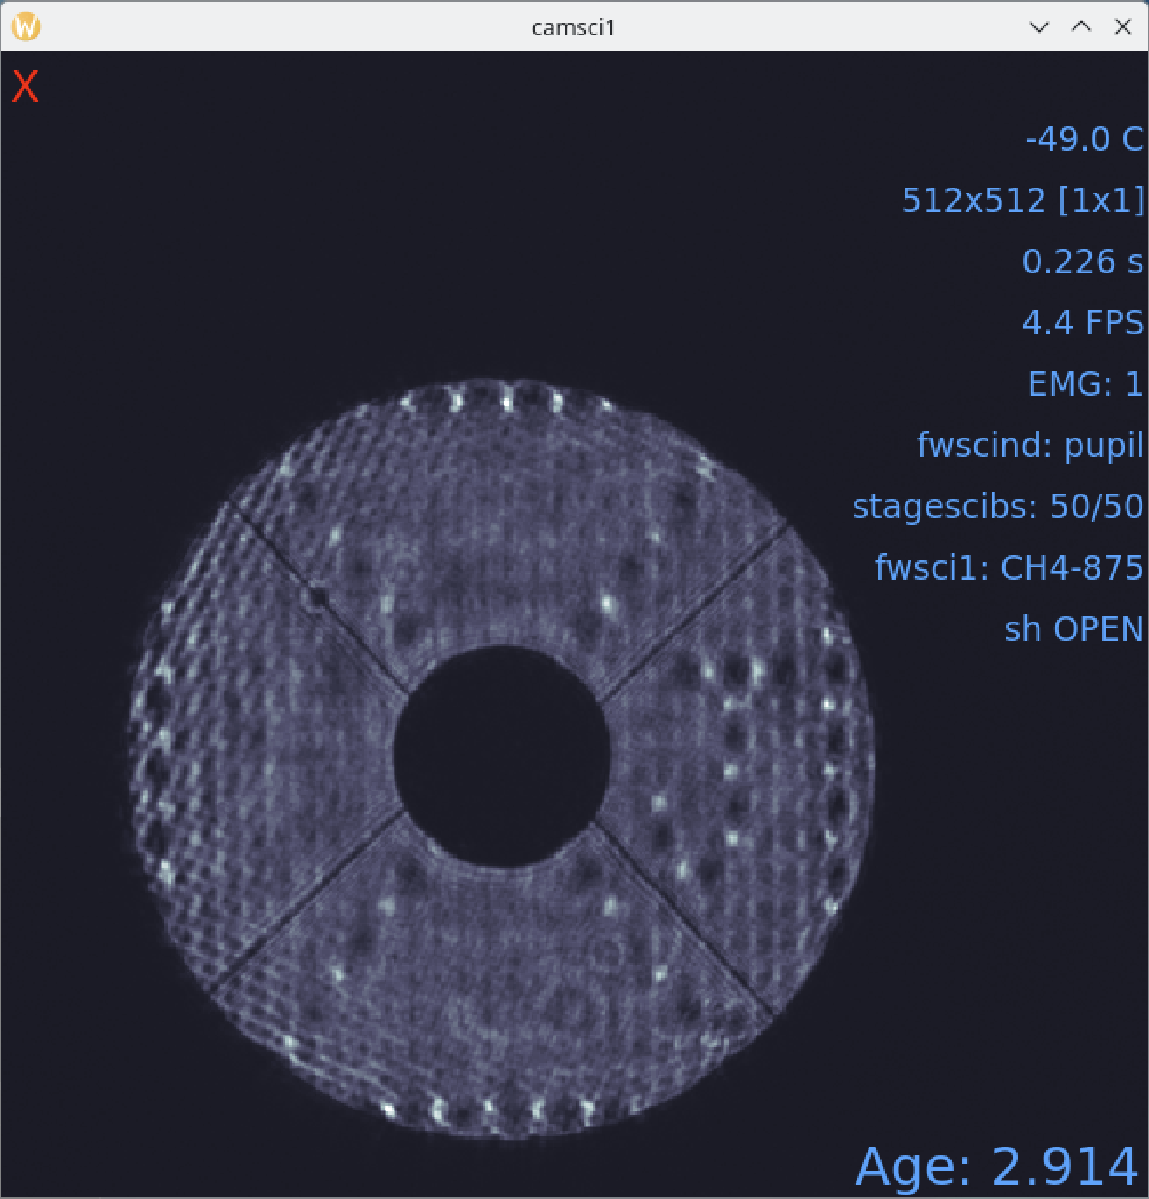 camsci1
X
-49.0 C
512x512 [1x1]
0.226 s
4.4 FPS
EMG: 1
fwscind: pupil
stagescibs: 50/50
fwsci1: CH4-875
sh OPEN
Age: 2.914